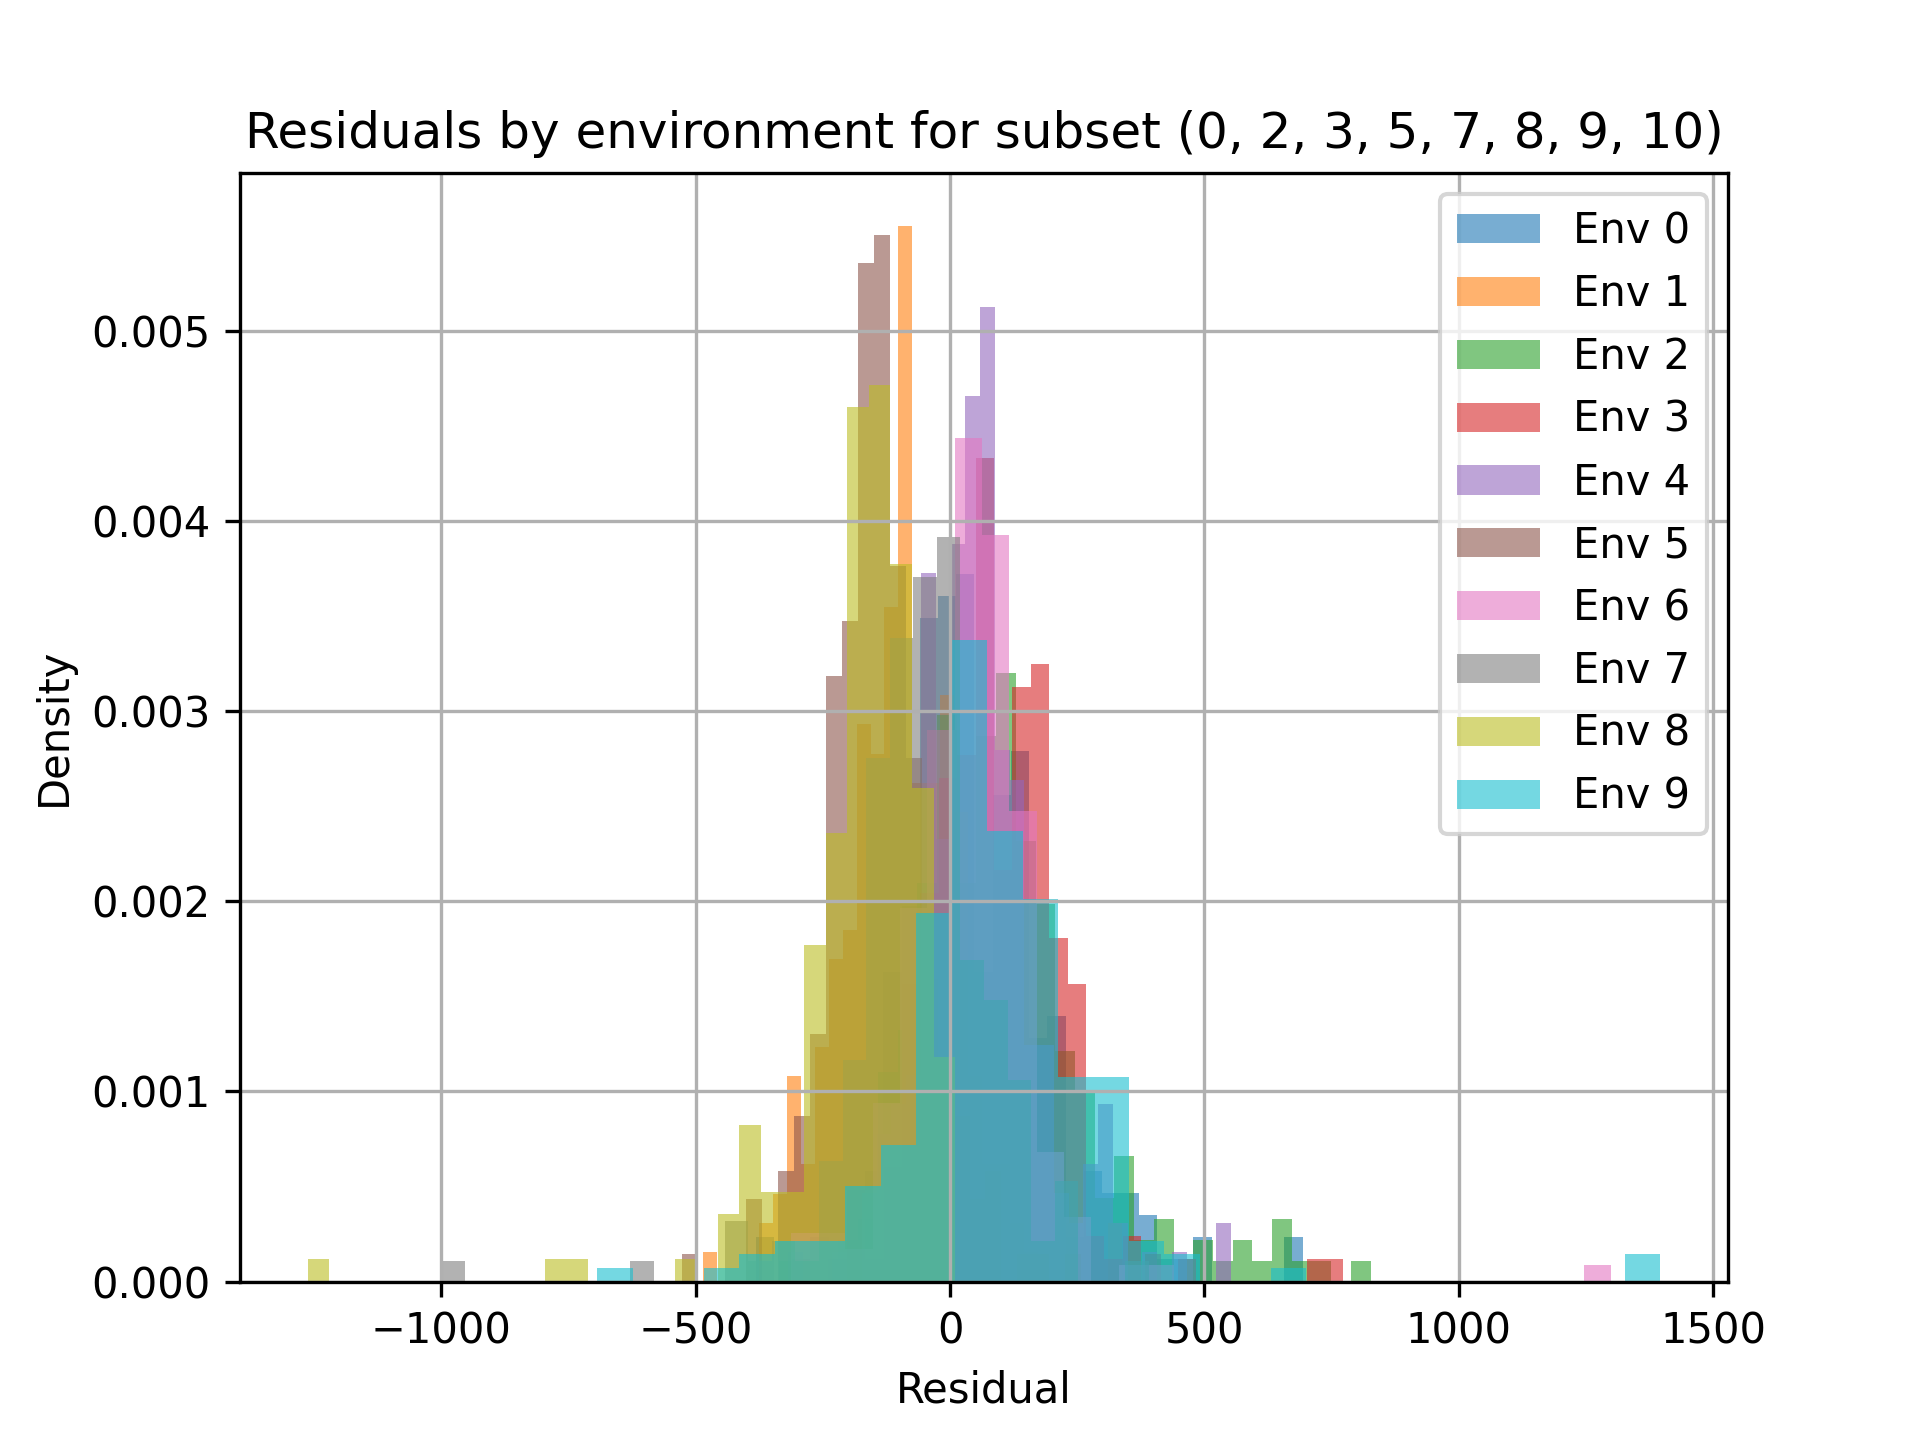 Residuals by environment for subset (0, 2, 3, 5, 7, 8, 9, 10)
Env 0
Env 1
Env 2
Env 3
Env 4
Env 5
Env 6
Env 7
Env 8
Env 9
Density
0.005
0.004
0.003
0.002
0.001
0.000
−1000 −500 0 500 1000 1500
Residual